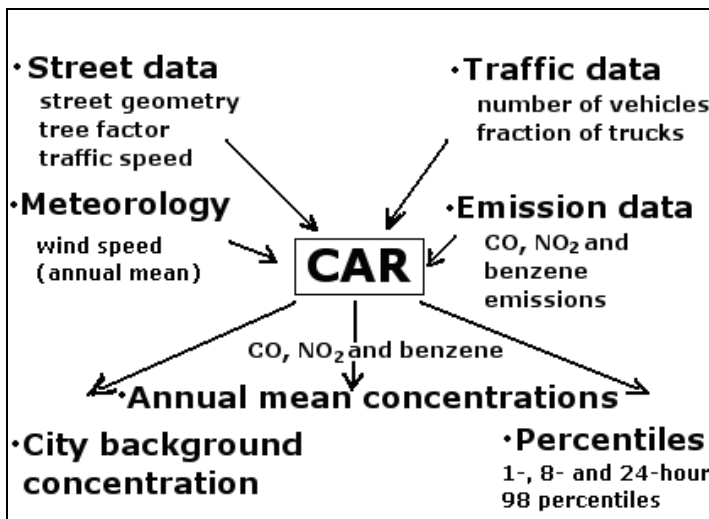 ·Street data
street geometry
tree factor
traffic speed
·Traffic data
number of vehicles
fraction of trucks
·Meteorology
wind speed
(annual mean)
·Emission data
CO, NO₂ and
benzene
emissions
CAR
CO, NO₂ and benzene
·Annual mean concentrations
·City background
concentration
·Percentiles
1-, 8- and 24-hour
98 percentiles